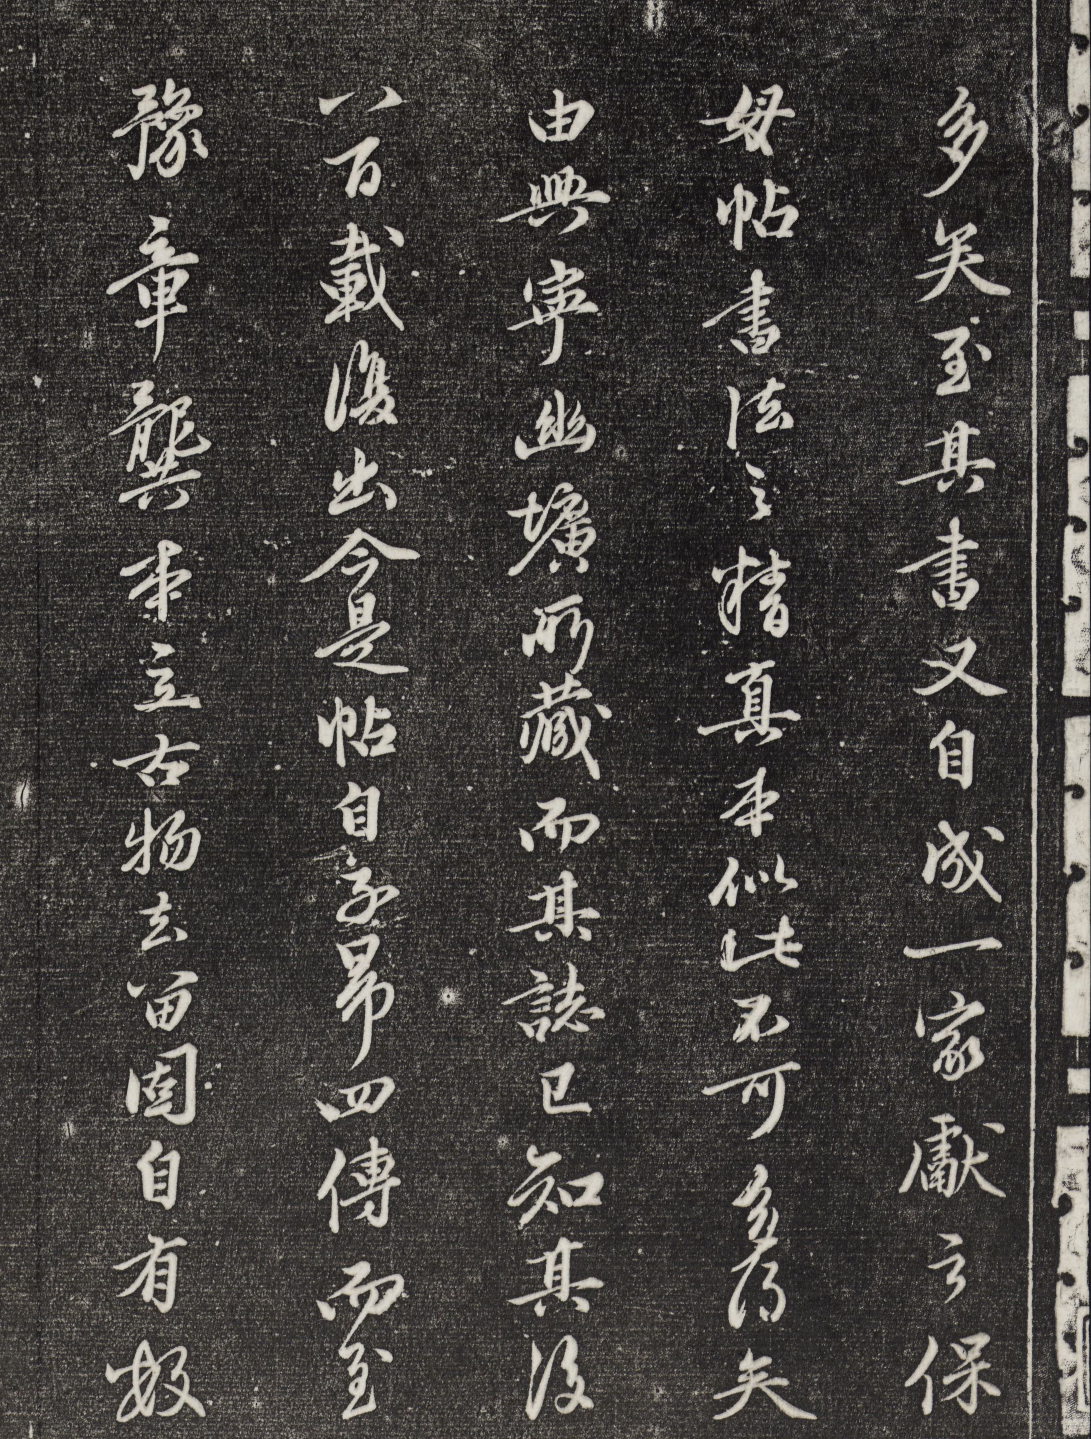 多矣至其書又自成一家獻之保
母帖書法之精真本似此不可多得矣
由興寧幽壙所藏而其誌已知其後
八百載復出今是帖自子昂四傳而至
豫章龔本立古物去留固自有數